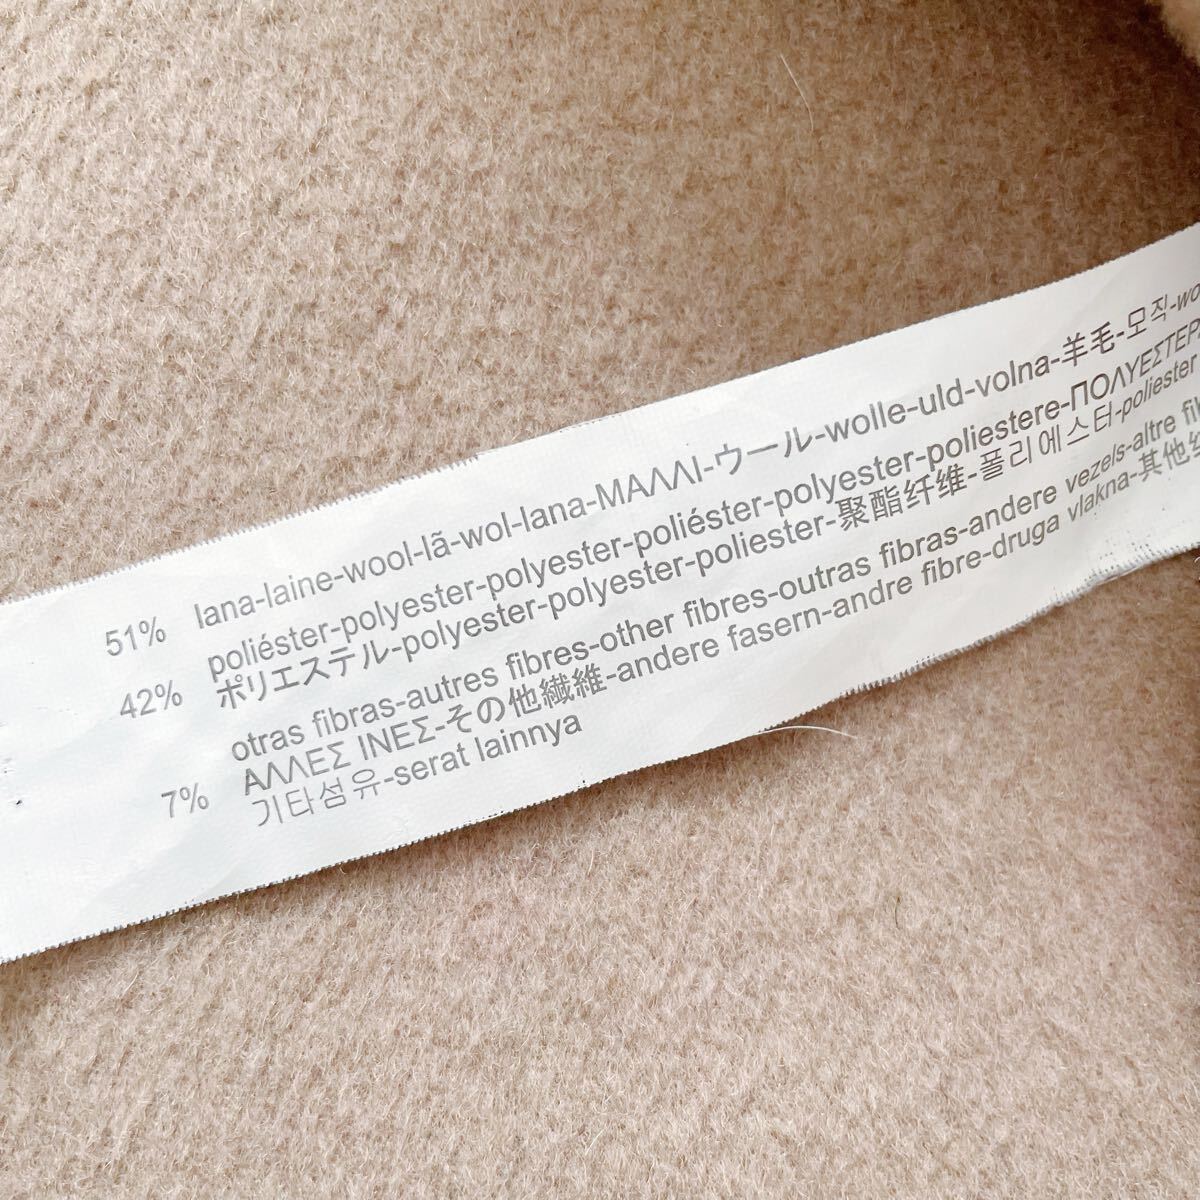 51% lana-laine-wool-lã-wol-lana-ΜΑΛΛΙ-ウール-wolle-uld-volna-羊毛-모직-wo
42% poliéster-polyester-polyester-poliéster-polyester-poliestere-ΠΟΛΥΕΣΤΕΡ-
ポリエステル-polyester-polyester-poliester-聚酯纤维-폴리에스터-poliester
7% otras fibras-autres fibres-other fibres-outras fibras-andere vezels-altre
ΑΛΛΕΣ ΙΝΕΣ-その他繊維-andere fasern-andre fibre-druga vlakna-其他
기타섬유-serat lainnya